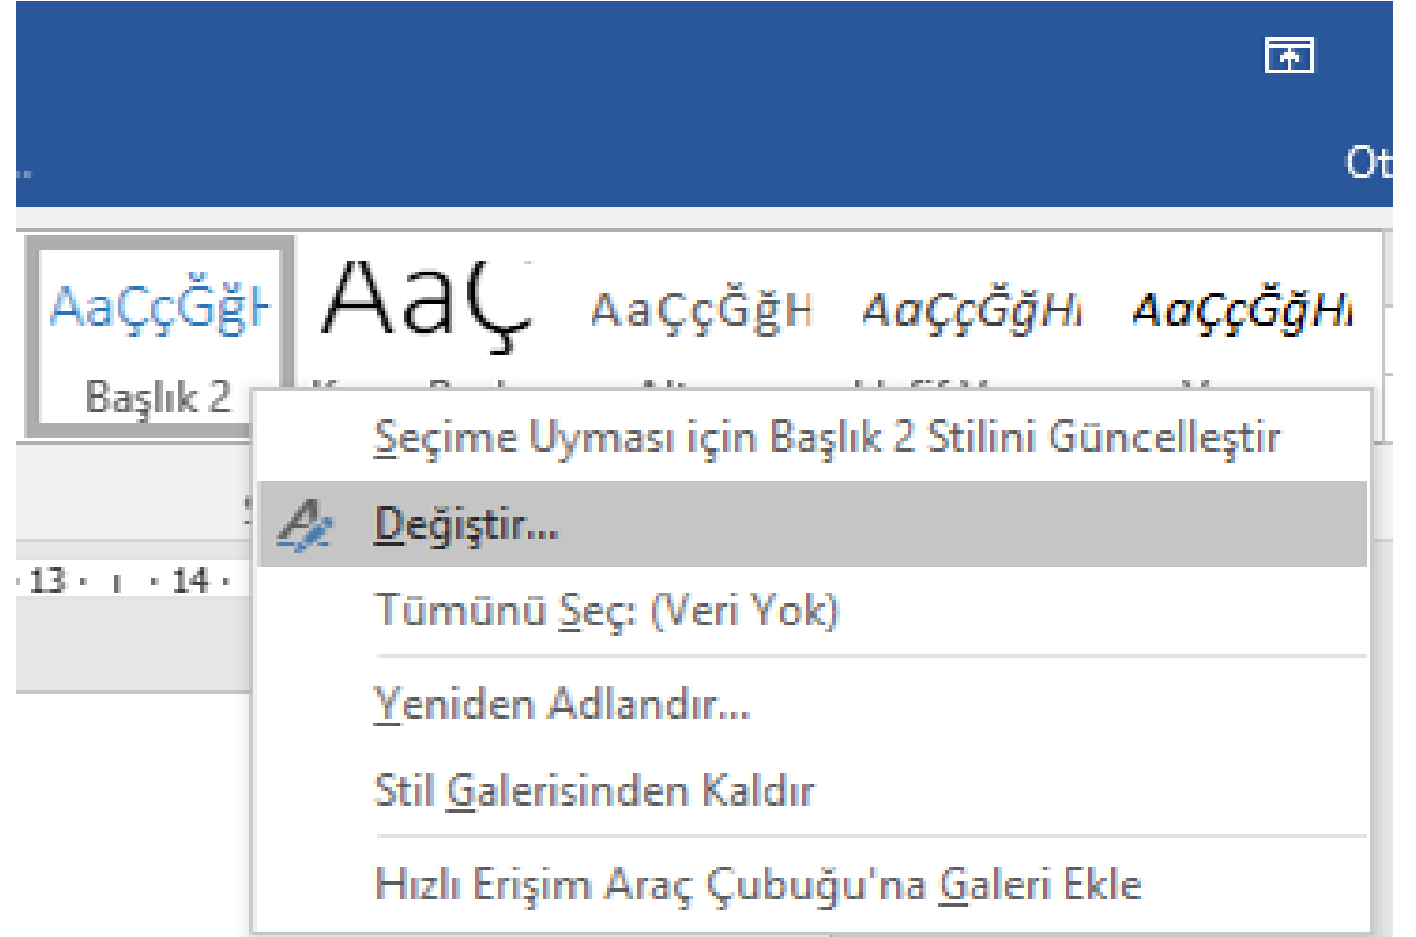 Ot
AaÇçĞğH AaÇ AaÇçĞğH AaÇçĞğHı AaÇçĞğHı
Başlık 2
Seçime Uyması için Başlık 2 Stilini Güncelleştir
Değiştir...
13 14
Tümünü Seç: (Veri Yok)
Yeniden Adlandır...
Stil Galerisinden Kaldır
Hızlı Erişim Araç Çubuğu'na Galeri Ekle